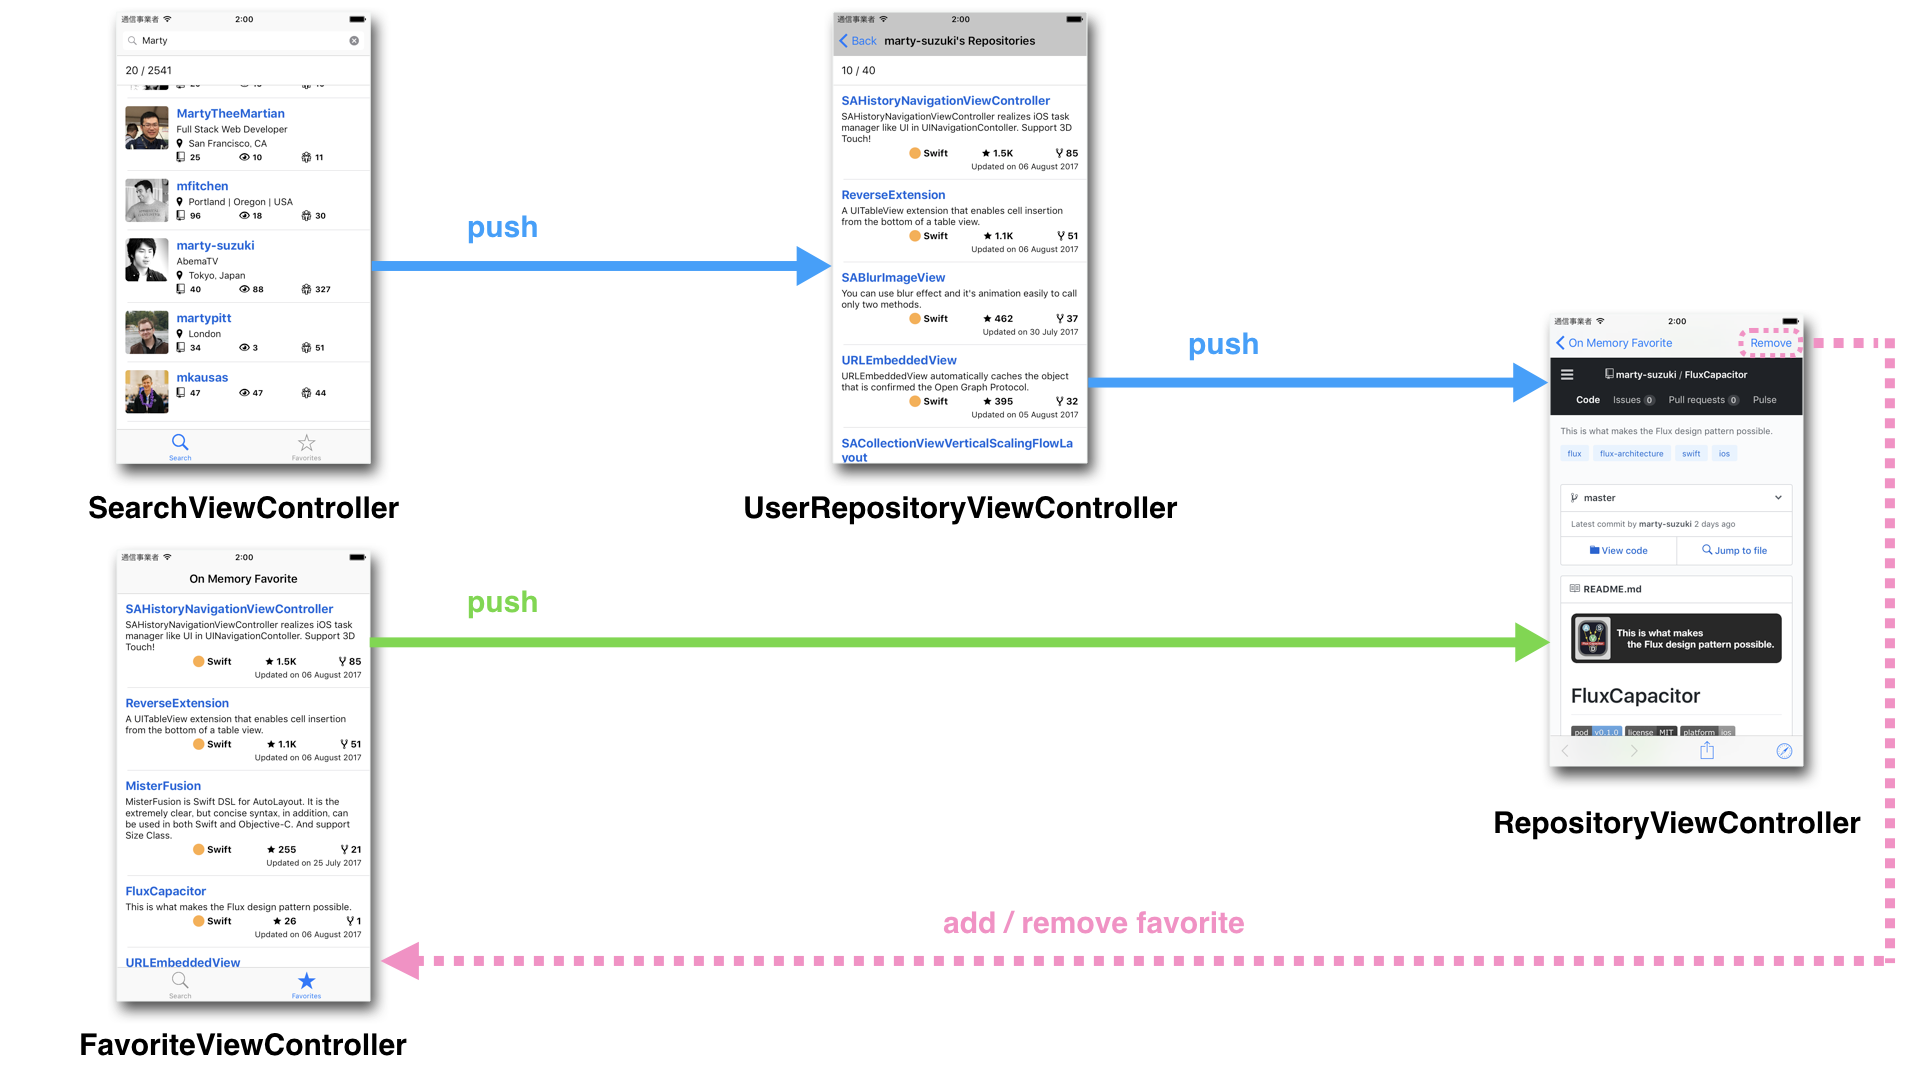 通信事業者 2:00
Marty
20 / 2541
MartyTheeMartian
Full Stack Web Developer
San Francisco, CA
25 10 11
mfitchen
Portland | Oregon | USA
96 18 30
marty-suzuki
AbemaTV
Tokyo, Japan
40 88 327
martypitt
London
34 3 51
mkausas
47 47 44
Search Favorites
SearchViewController
push
通信事業者 2:00
Back marty-suzuki's Repositories
10 / 40
SAHistoryNavigationViewController
SAHistoryNavigationViewController realizes iOS task
manager like UI in UINavigationContoller. Support 3D
Touch!
Swift 1.5K 85
Updated on 06 August 2017
ReverseExtension
A UITableView extension that enables cell insertion
from the bottom of a table view.
Swift 1.1K 51
Updated on 06 August 2017
SABlurImageView
You can use blur effect and it's animation easily to call
only two methods.
Swift 462 37
Updated on 30 July 2017
URLEmbeddedView
URLEmbeddedView automatically caches the object
that is confirmed the Open Graph Protocol.
Swift 395 32
Updated on 05 August 2017
SACollectionViewVerticalScalingFlowLa
yout
UserRepositoryViewController
push
通信事業者 2:00
On Memory Favorite Remove
marty-suzuki / FluxCapacitor
Code Issues 0 Pull requests 0 Pulse
This is what makes the Flux design pattern possible.
flux flux-architecture swift ios
master
Latest commit by marty-suzuki 2 days ago
View code Jump to file
README.md
This is what makes
the Flux design pattern possible.
FluxCapacitor
pod v0.1.0 license MIT platform ios
RepositoryViewController
通信事業者 2:00
On Memory Favorite
SAHistoryNavigationViewController
SAHistoryNavigationViewController realizes iOS task
manager like UI in UINavigationContoller. Support 3D
Touch!
Swift 1.5K 85
Updated on 06 August 2017
ReverseExtension
A UITableView extension that enables cell insertion
from the bottom of a table view.
Swift 1.1K 51
Updated on 06 August 2017
MisterFusion
MisterFusion is Swift DSL for AutoLayout. It is the
extremely clear, but concise syntax, in addition, can
be used in both Swift and Objective-C. And support
Size Class.
Swift 255 21
Updated on 25 July 2017
FluxCapacitor
This is what makes the Flux design pattern possible.
Swift 26 1
Updated on 06 August 2017
URLEmbeddedView
Search Favorites
FavoriteViewController
push
add / remove favorite